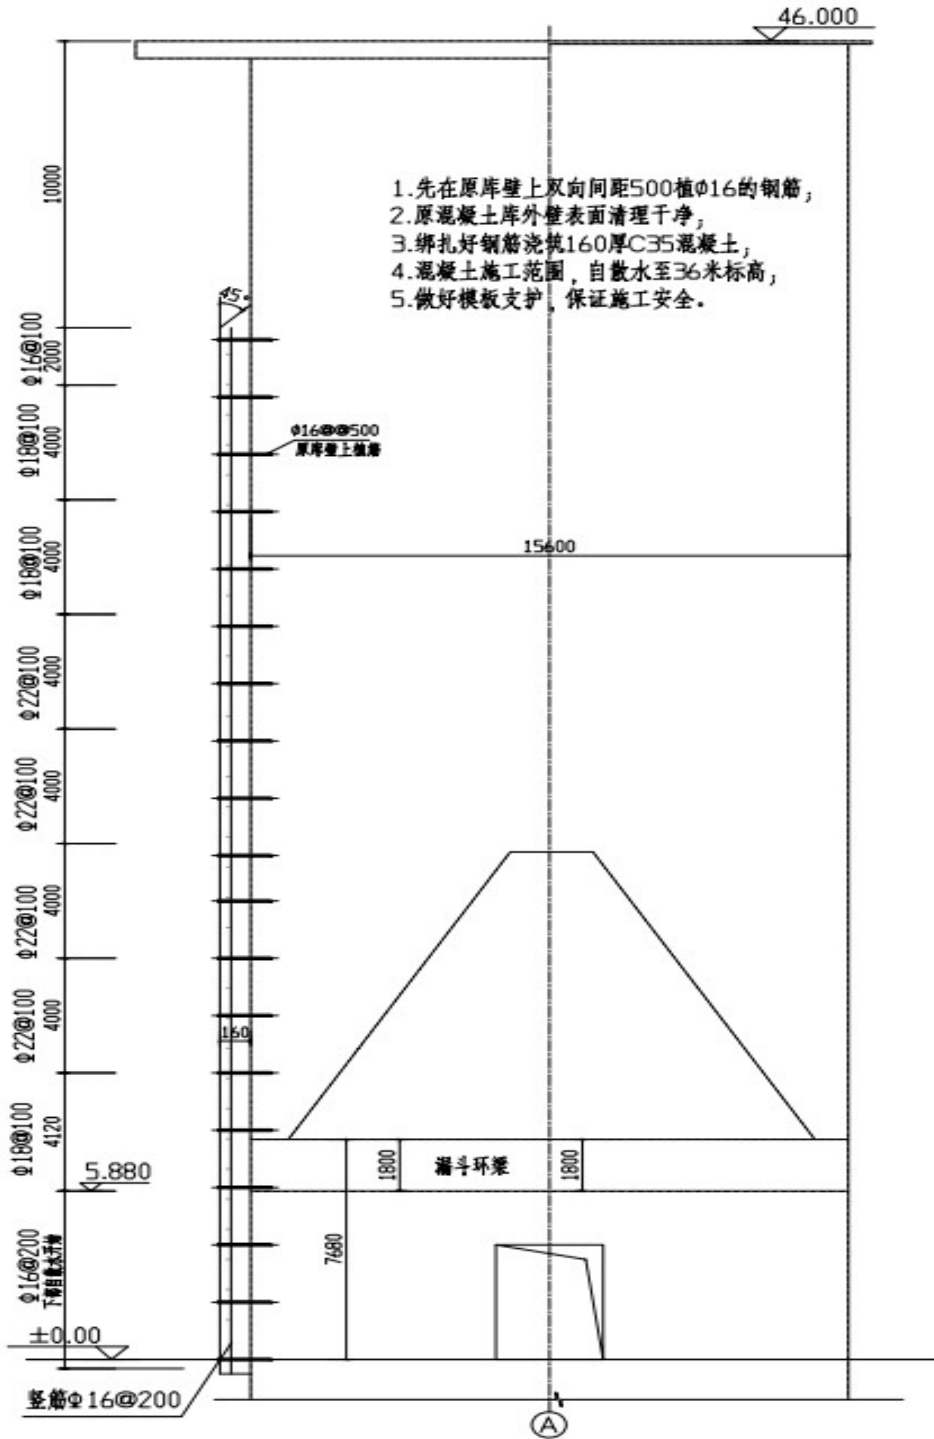 46.000
10000
1.先在原库壁上双向间距500植φ16的钢筋;
2.原混凝土库外壁表面清理干净;
3.绑扎好钢筋浇筑160厚C35混凝土;
4.混凝土施工范围，自散水至36米标高;
5.做好模板支护，保证施工安全。
45°
Φ16@100
2000
Φ18@100
4000
φ16@@500
原库壁上植筋
Φ18@100
4000
15600
Φ22@100
4000
Φ22@100
4000
Φ22@100
4000
Φ22@100
4000
160
Φ18@100
4120
1800
漏斗环梁
1800
5.880
7680
Φ16@200
下部自散水开始
±0.00
竖筋Φ16@200
A